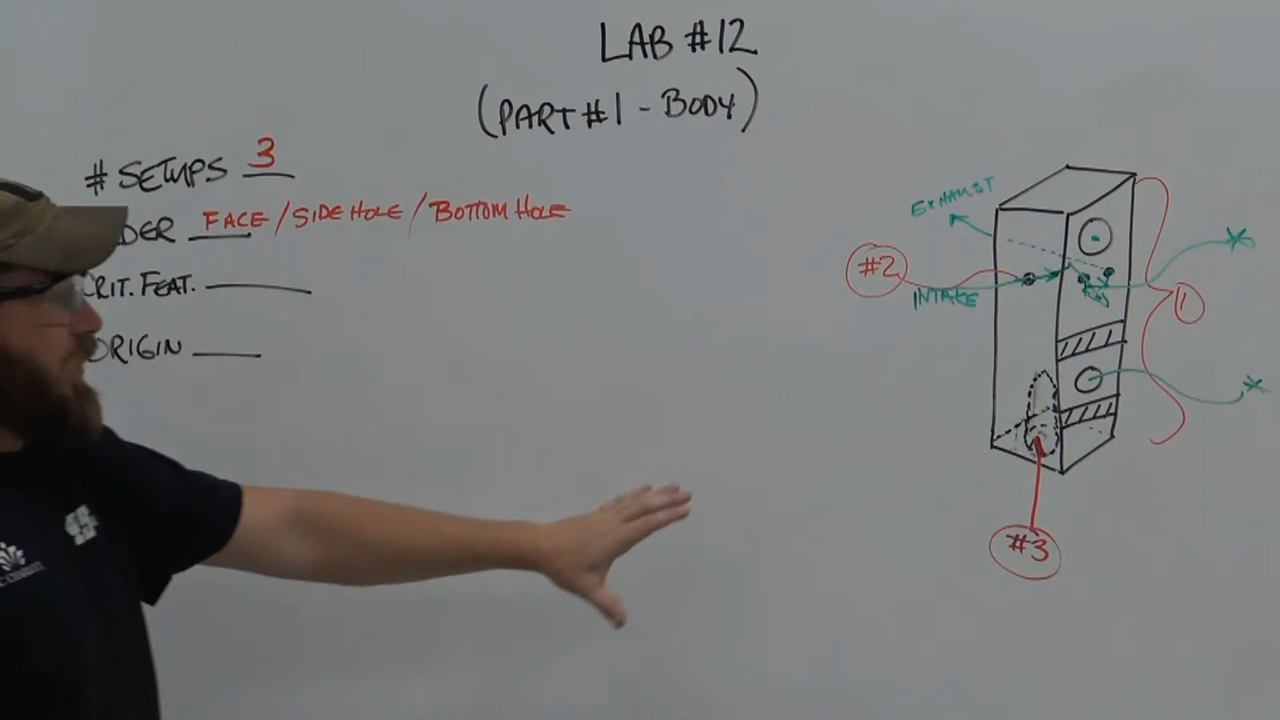 LAB #12
(PART #1 - BODY)
# SETUPS 3
DER FACE / SIDE HOLE / BOTTOM HOLE
RIT. FEAT.
ORIGIN
EXHAUST
#2
INTAKE
1
#3